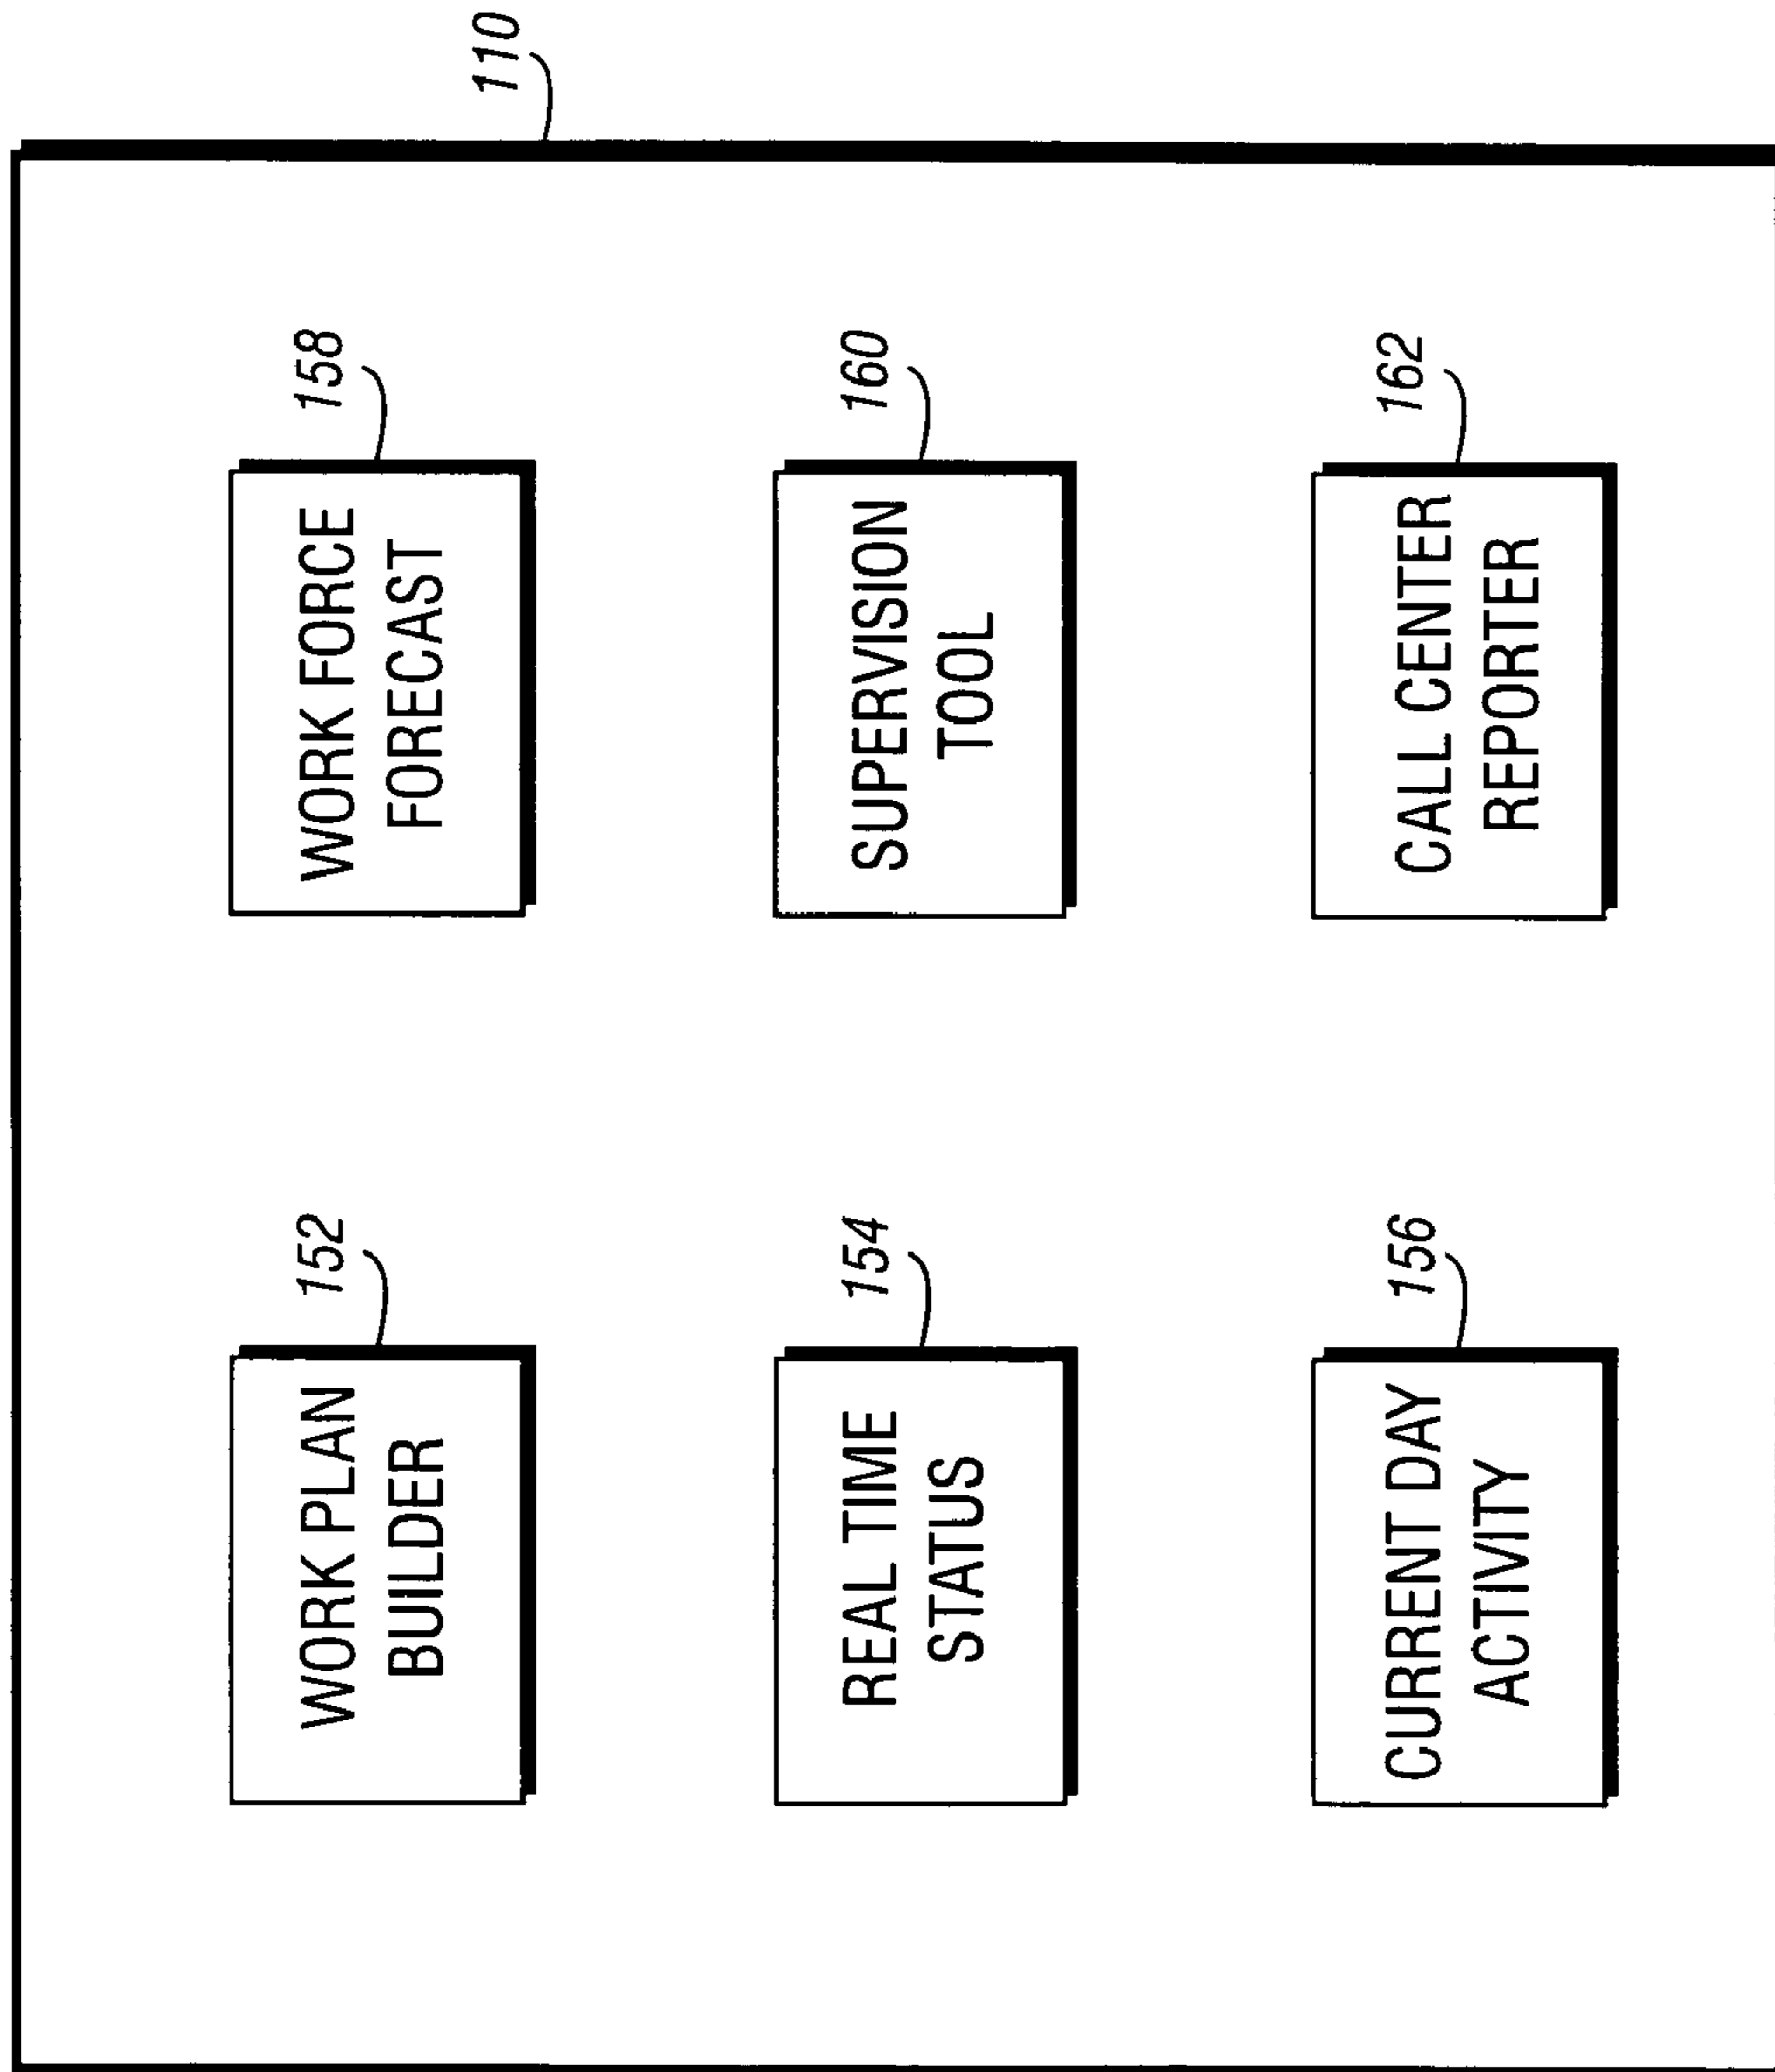 110
152
WORK PLAN
BUILDER
158
WORK FORCE
FORECAST
154
REAL TIME
STATUS
160
SUPERVISION
TOOL
156
CURRENT DAY
ACTIVITY
162
CALL CENTER
REPORTER